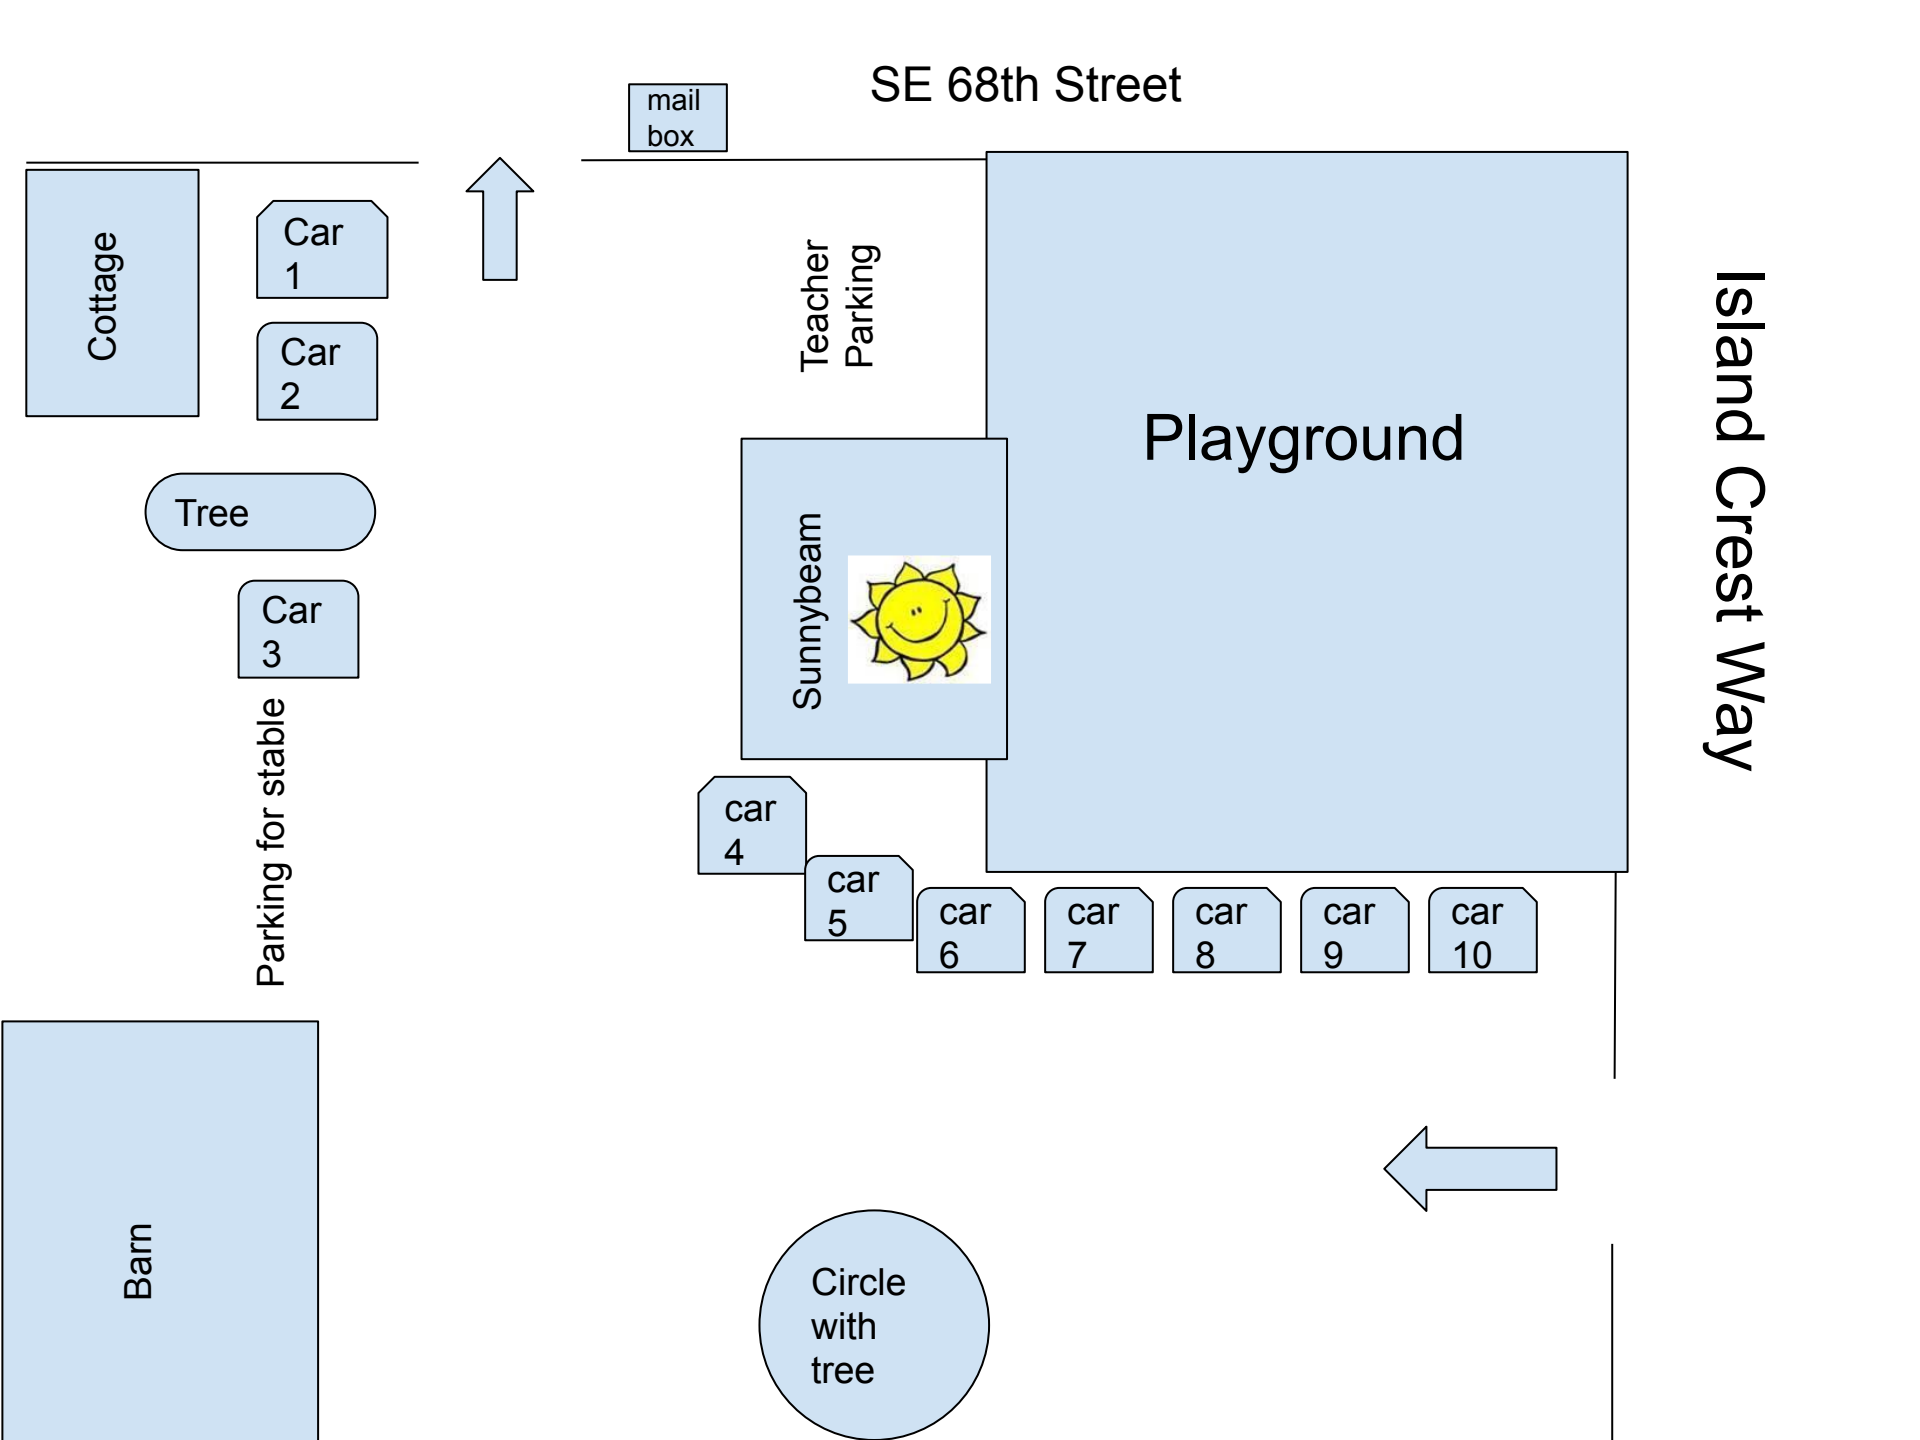 SE 68th Street
mail
box
Cottage
Car
1
Car
2
Teacher
Parking
Playground
Island Crest Way
Tree
Sunnybeam
Car
3
Parking for stable
car
4
car
5
car
6
car
7
car
8
car
9
car
10
Barn
Circle
with
tree